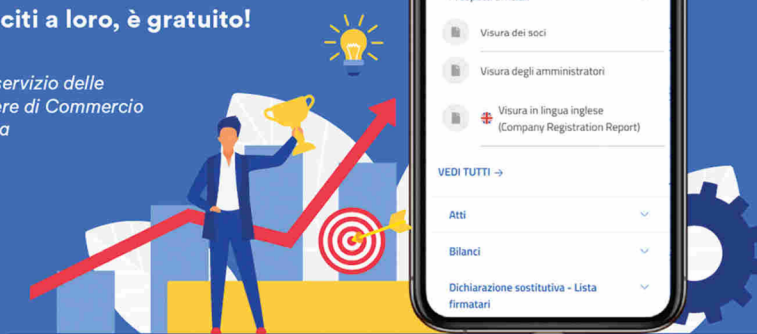 citi a loro, è gratuito!
servizio delle
ere di Commercio
a
Visura dei soci
Visura degli amministratori
Visura in lingua inglese
(Company Registration Report)
VEDI TUTTI →
Atti
Bilanci
Dichiarazione sostitutiva - Lista
firmatari